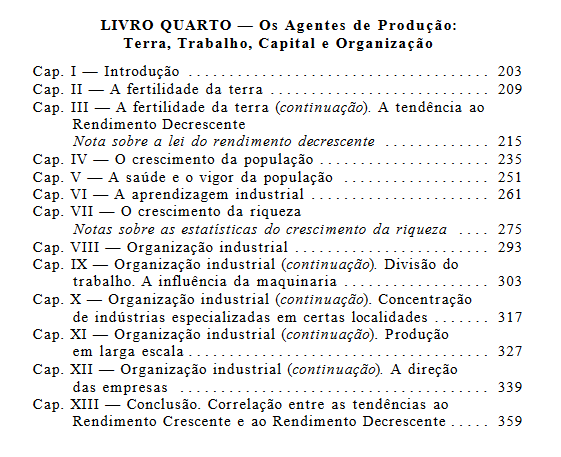 LIVRO QUARTO — Os Agentes de Produção:
Terra, Trabalho, Capital e Organização
Cap. I — Introdução ........................................ 203
Cap. II — A fertilidade da terra ............................ 209
Cap. III — A fertilidade da terra (continuação). A tendência ao
Rendimento Decrescente
Nota sobre a lei do rendimento decrescente .............. 215
Cap. IV — O crescimento da população ...................... 235
Cap. V — A saúde e o vigor da população .................... 251
Cap. VI — A aprendizagem industrial ....................... 261
Cap. VII — O crescimento da riqueza
Notas sobre as estatísticas do crescimento da riqueza .... 275
Cap. VIII — Organização industrial ......................... 293
Cap. IX — Organização industrial (continuação). Divisão do
trabalho. A influência da maquinaria ................... 303
Cap. X — Organização industrial (continuação). Concentração
de indústrias especializadas em certas localidades ....... 317
Cap. XI — Organização industrial (continuação). Produção
em larga escala ........................................ 327
Cap. XII — Organização industrial (continuação). A direção
das empresas ......................................... 339
Cap. XIII — Conclusão. Correlação entre as tendências ao
Rendimento Crescente e ao Rendimento Decrescente ..... 359